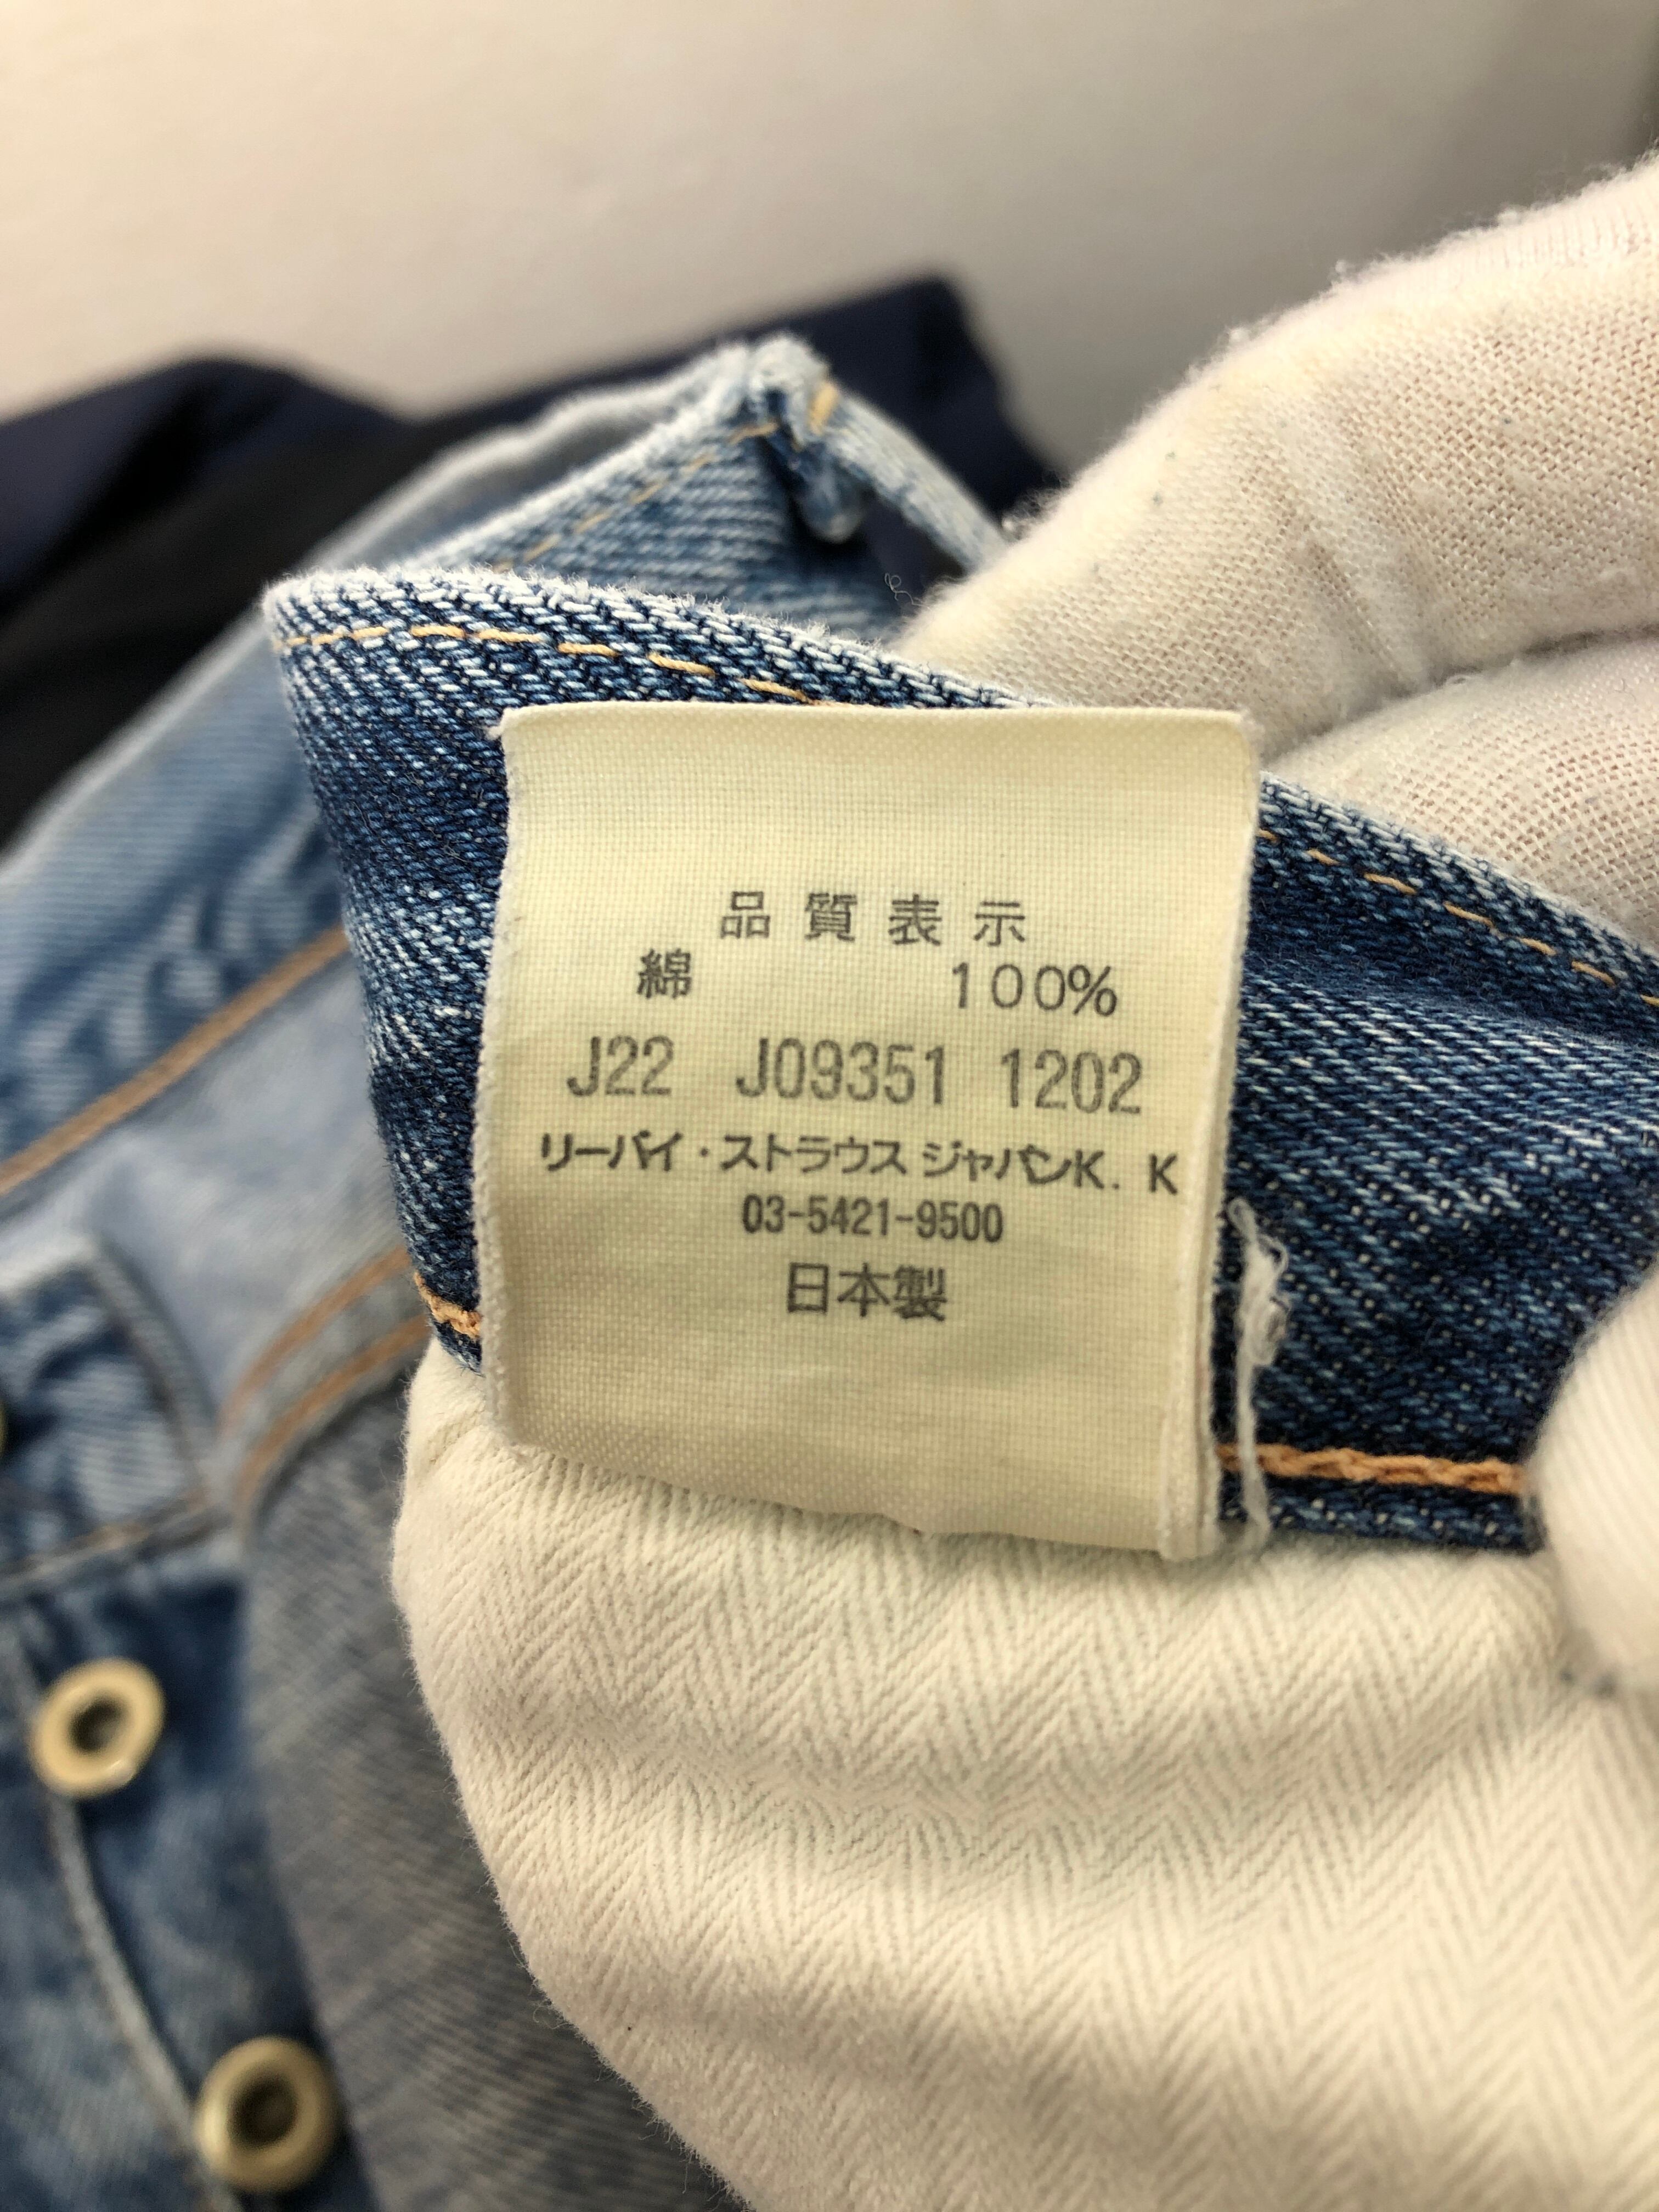 品質表示
綿 100%
J22 J09351 1202
リーバイ・ストラウス ジャパンK.K
03-5421-9500
日本製